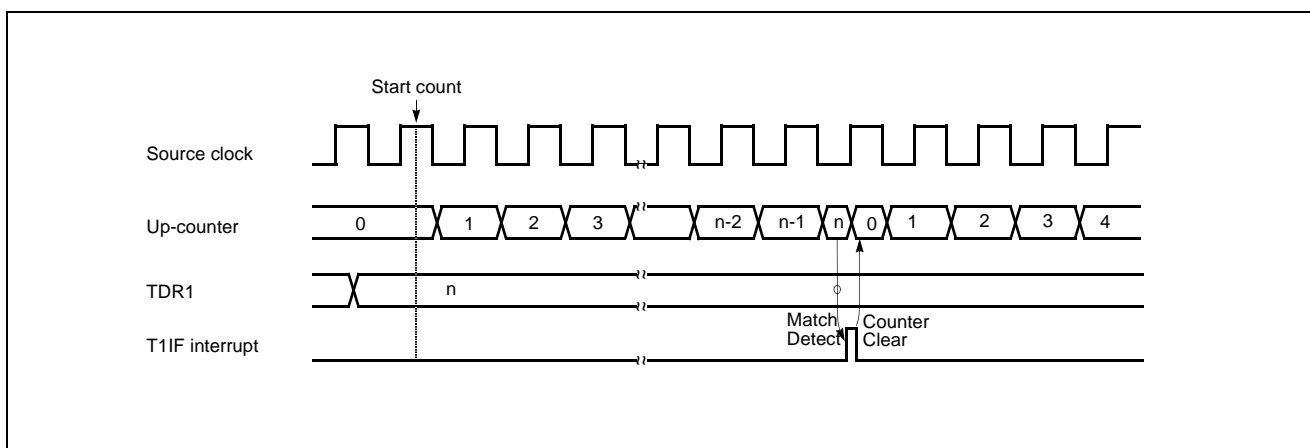 Start count
Source clock
Up-counter
0 1 2 3 n-2 n-1 n 0 1 2 3 4
TDR1
n
Match Detect
Counter Clear
T1IF interrupt